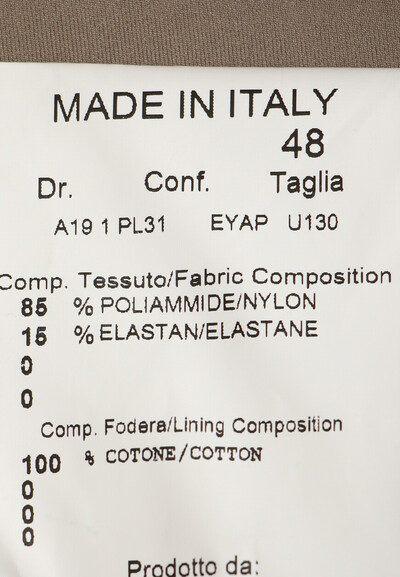 MADE IN ITALY
48
Dr. Conf. Taglia
A19 1 PL31 EYAP U130
Comp. Tessuto/Fabric Composition
85 % POLIAMMIDE/NYLON
15 % ELASTAN/ELASTANE
0
0
Comp. Fodera/Lining Composition
100 % COTONE/COTTON
0
0
0
Prodotto da: